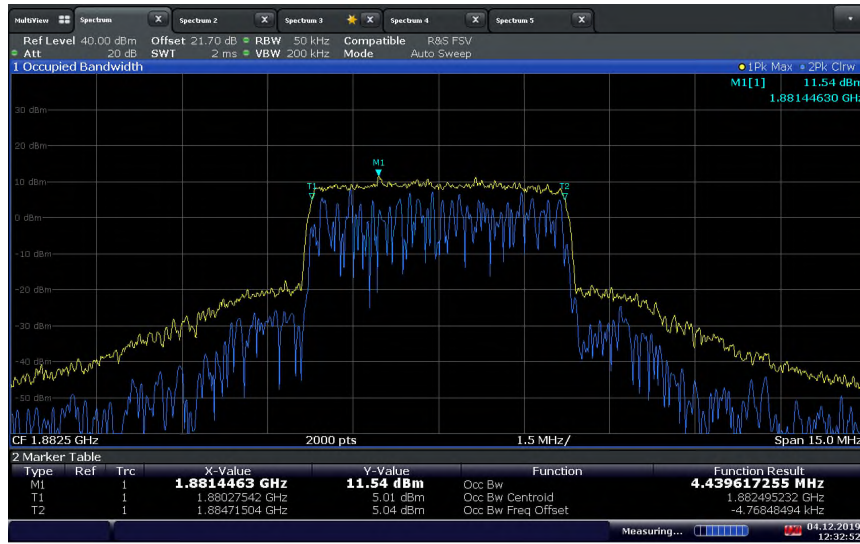 MultiView Spectrum X Spectrum 2 X Spectrum 3 X Spectrum 4 X Spectrum 5 X
Ref Level 40.00 dBm Offset 21.70 dB RBW 50 kHz Compatible R&S FSV
Att 20 dB SWT 2 ms VBW 200 kHz Mode Auto Sweep
1 Occupied Bandwidth 1Pk Max 2Pk Clrw
M1[1] 11.54 dBm
1.88144630 GHz
30 dBm
20 dBm
M1
10 dBm
T1 T2
0 dBm
-10 dBm
-20 dBm
-30 dBm
-40 dBm
-50 dBm
CF 1.8825 GHz 2000 pts 1.5 MHz/ Span 15.0 MHz
2 Marker Table
Type Ref Trc X-Value Y-Value Function Function Result
M1 1 1.8814463 GHz 11.54 dBm Occ Bw 4.439617255 MHz
T1 1 1.88027542 GHz 5.01 dBm Occ Bw Centroid 1.882495232 GHz
T2 1 1.88471504 GHz 5.04 dBm Occ Bw Freq Offset -4.76848494 kHz
Measuring... 04.12.2019
12:32:52